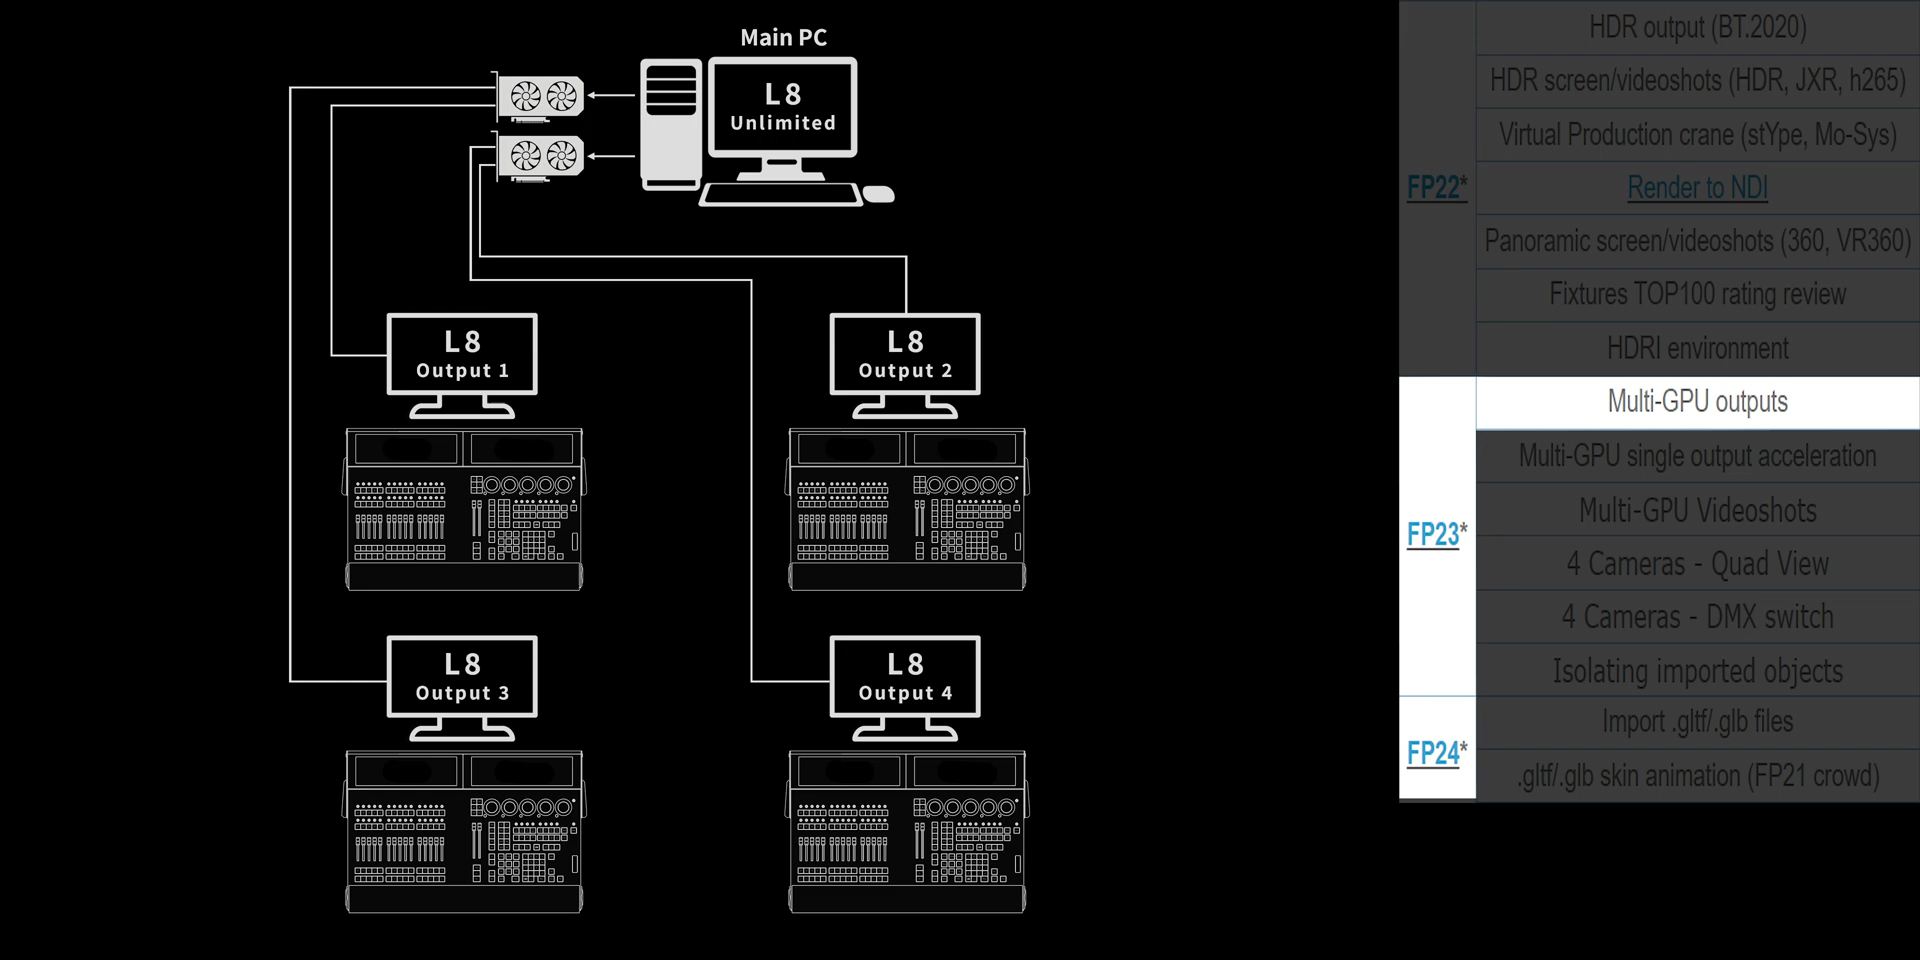 Main PC
L8
Unlimited
L8
Output 1
L8
Output 2
L8
Output 3
L8
Output 4
HDR output (BT.2020)
HDR screen/videoshots (HDR, JXR, h265)
Virtual Production crane (stYpe, Mo-Sys)
FP22*
Render to NDI
Panoramic screen/videoshots (360, VR360)
Fixtures TOP100 rating review
HDRI environment
Multi-GPU outputs
Multi-GPU single output acceleration
Multi-GPU Videoshots
FP23*
4 Cameras - Quad View
4 Cameras - DMX switch
Isolating imported objects
Import .gltf/.glb files
FP24*
.gltf/.glb skin animation (FP21 crowd)